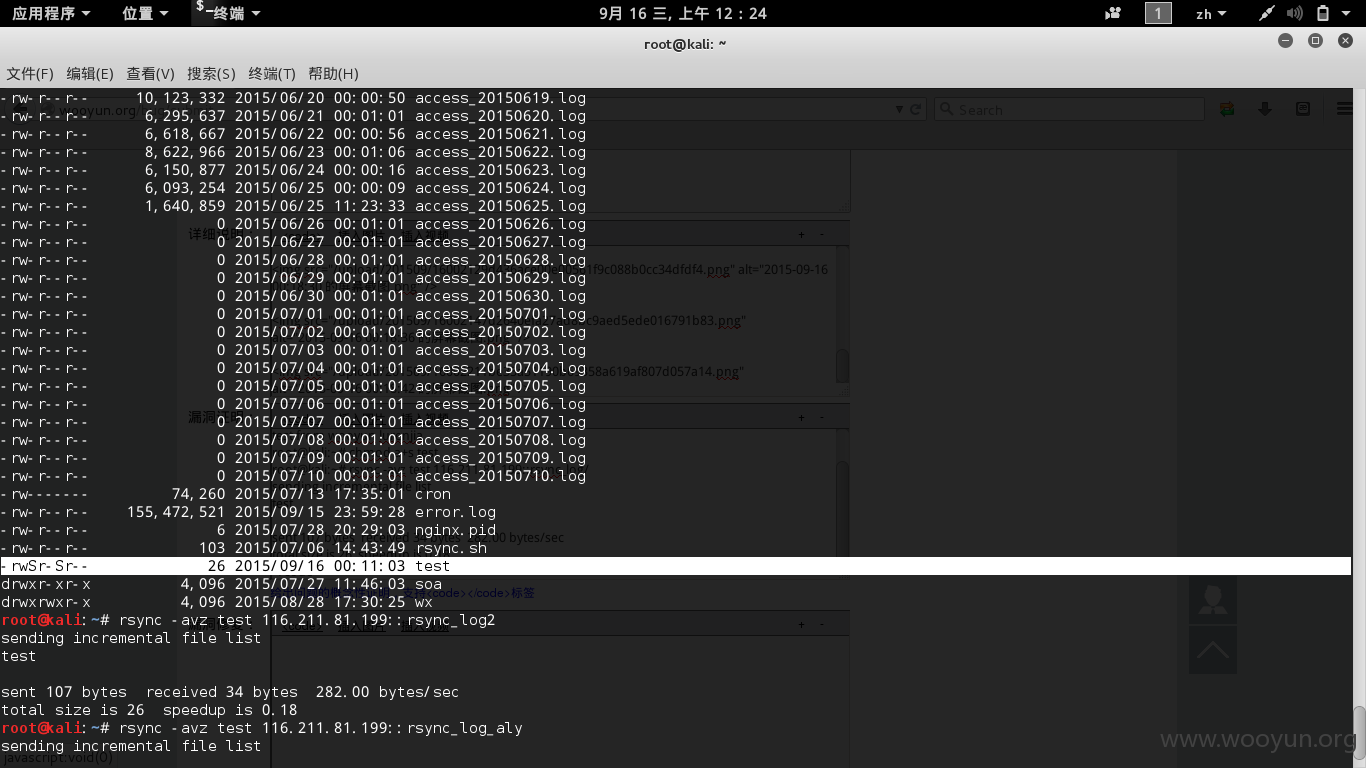 应用程序 位置 终端 9月 16 三, 上午 12：24 1 zh
root@kali: ~
文件(F) 编辑(E) 查看(V) 搜索(S) 终端(T) 帮助(H)
-rw-r--r-- 10,123,332 2015/06/20 00:00:50 access_20150619.log
-rw-r--r-- 6,295,637 2015/06/21 00:01:01 access_20150620.log
-rw-r--r-- 6,618,667 2015/06/22 00:00:56 access_20150621.log
-rw-r--r-- 8,622,966 2015/06/23 00:01:06 access_20150622.log
-rw-r--r-- 6,150,877 2015/06/24 00:00:16 access_20150623.log
-rw-r--r-- 6,093,254 2015/06/25 00:00:09 access_20150624.log
-rw-r--r-- 1,640,859 2015/06/25 11:23:33 access_20150625.log
-rw-r--r-- 0 2015/06/26 00:01:01 access_20150626.log
-rw-r--r-- 0 2015/06/27 00:01:01 access_20150627.log
-rw-r--r-- 0 2015/06/28 00:01:01 access_20150628.log
-rw-r--r-- 0 2015/06/29 00:01:01 access_20150629.log
-rw-r--r-- 0 2015/06/30 00:01:01 access_20150630.log
-rw-r--r-- 0 2015/07/01 00:01:01 access_20150701.log
-rw-r--r-- 0 2015/07/02 00:01:01 access_20150702.log
-rw-r--r-- 0 2015/07/03 00:01:01 access_20150703.log
-rw-r--r-- 0 2015/07/04 00:01:01 access_20150704.log
-rw-r--r-- 0 2015/07/05 00:01:01 access_20150705.log
-rw-r--r-- 0 2015/07/06 00:01:01 access_20150706.log
-rw-r--r-- 0 2015/07/07 00:01:01 access_20150707.log
-rw-r--r-- 0 2015/07/08 00:01:01 access_20150708.log
-rw-r--r-- 0 2015/07/09 00:01:01 access_20150709.log
-rw-r--r-- 0 2015/07/10 00:01:01 access_20150710.log
-rw------- 74,260 2015/07/13 17:35:01 cron
-rw-r--r-- 155,472,521 2015/09/15 23:59:28 error.log
-rw-r--r-- 6 2015/07/28 20:29:03 nginx.pid
-rw-r--r-- 103 2015/07/06 14:43:49 rsync.sh
-rwSr-Sr-- 26 2015/09/16 00:11:03 test
drwxr-xr-x 4,096 2015/07/27 11:46:03 soa
drwxrwxr-x 4,096 2015/08/28 17:30:25 wx
root@kali:~# rsync -avz test 116.211.81.199::rsync_log2
sending incremental file list
test
sent 107 bytes received 34 bytes 282.00 bytes/sec
total size is 26 speedup is 0.18
root@kali:~# rsync -avz test 116.211.81.199::rsync_log_aly
sending incremental file list
Search
javascript:void(0)
www.wooyun.org